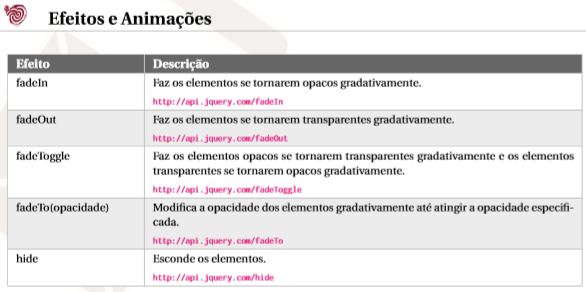 Efeitos e Animações
Efeito Descrição
fadeIn Faz os elementos se tornarem opacos gradativamente.
http://api.jquery.com/fadeIn
fadeOut Faz os elementos se tornarem transparentes gradativamente.
http://api.jquery.com/fadeOut
fadeToggle Faz os elementos opacos se tornarem transparentes gradativamente e os elementos
transparentes se tornarem opacos gradativamente.
http://api.jquery.com/fadeToggle
fadeTo(opacidade) Modifica a opacidade dos elementos gradativamente até atingir a opacidade especifi-
cada.
http://api.jquery.com/fadeTo
hide Esconde os elementos.
http://api.jquery.com/hide